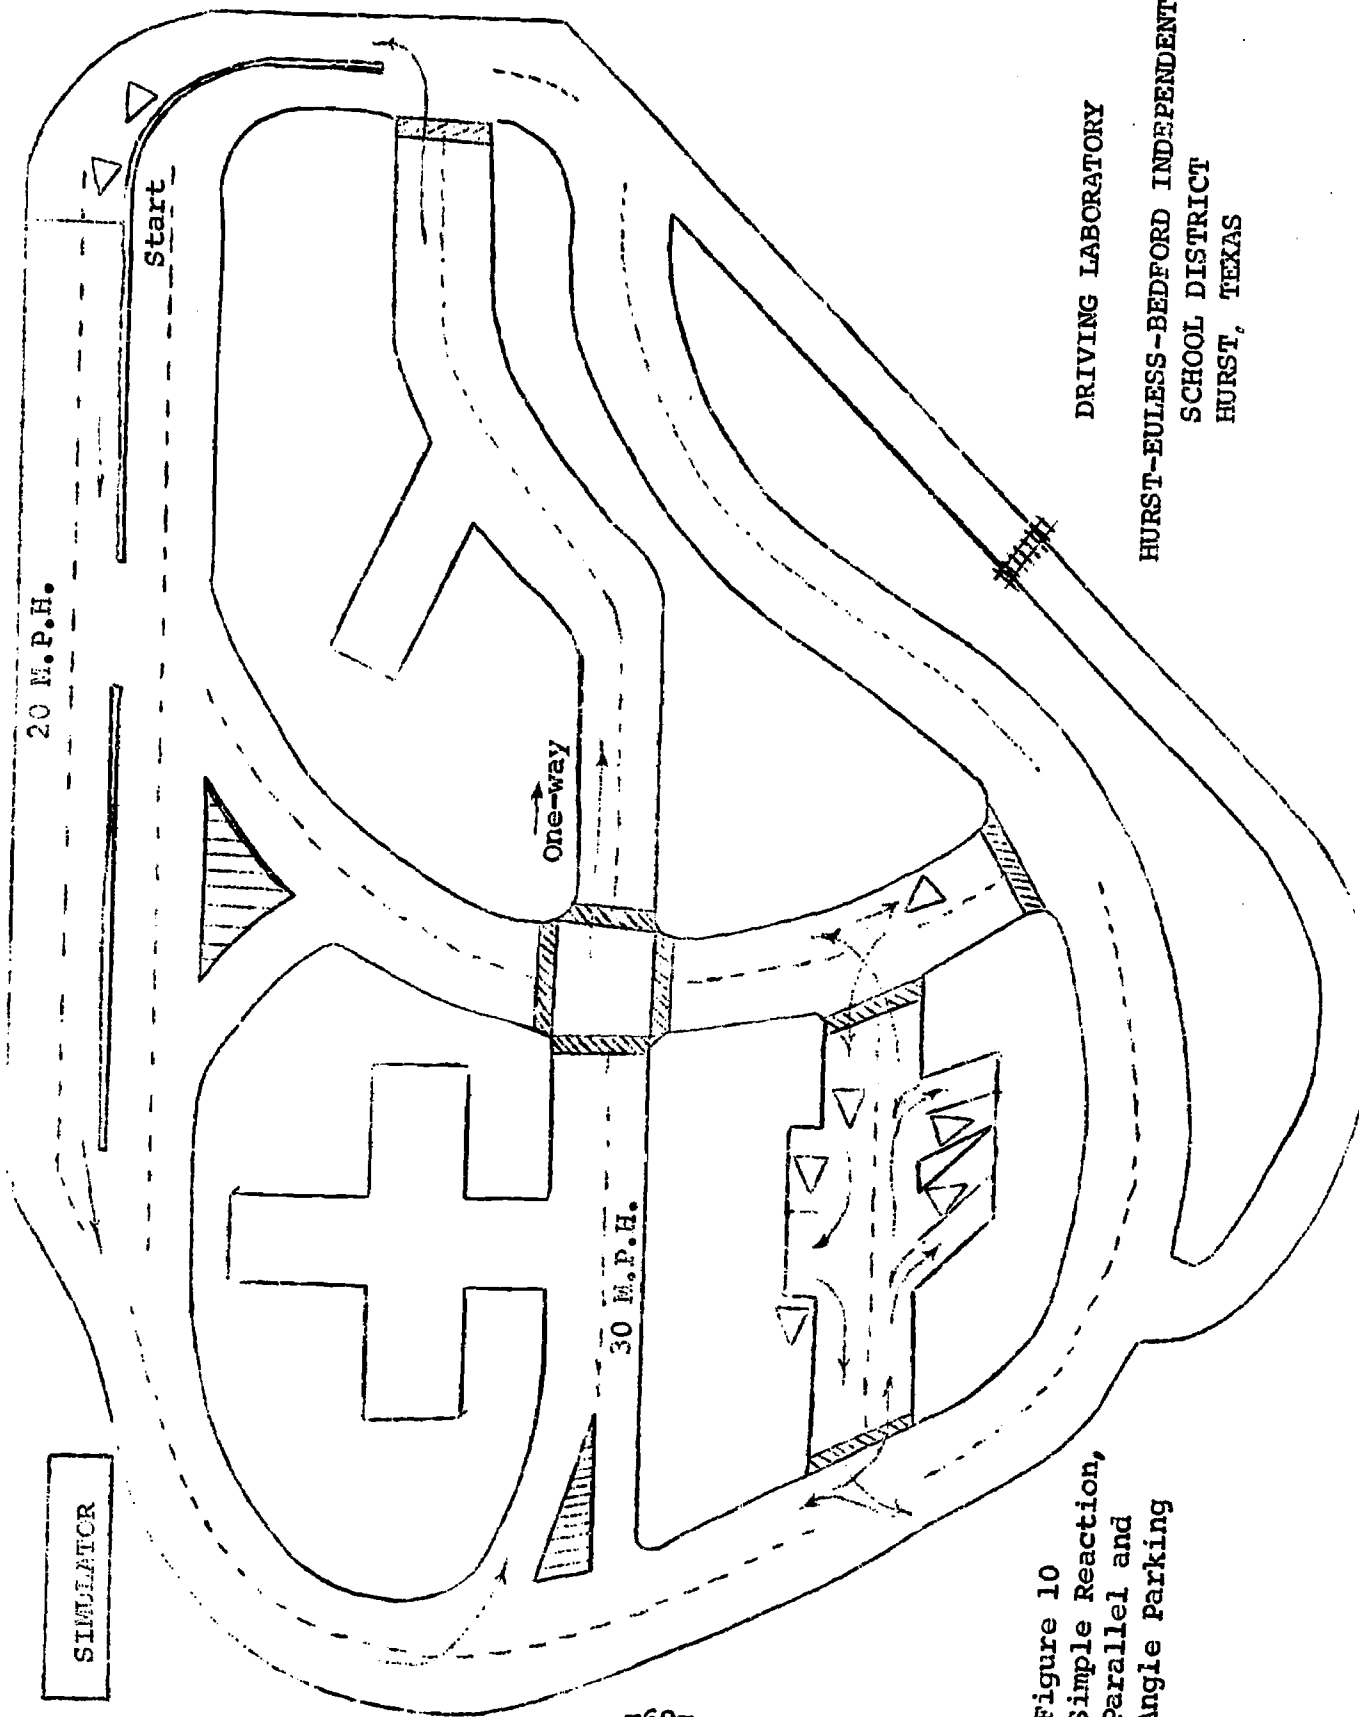 SIMULATOR
20 M.P.H.
Start
One-way
30 M.P.H.
DRIVING LABORATORY
HURST-EULESS-BEDFORD INDEPENDENT
SCHOOL DISTRICT
HURST, TEXAS
Figure 10
Simple Reaction,
Parallel and
Angle Parking